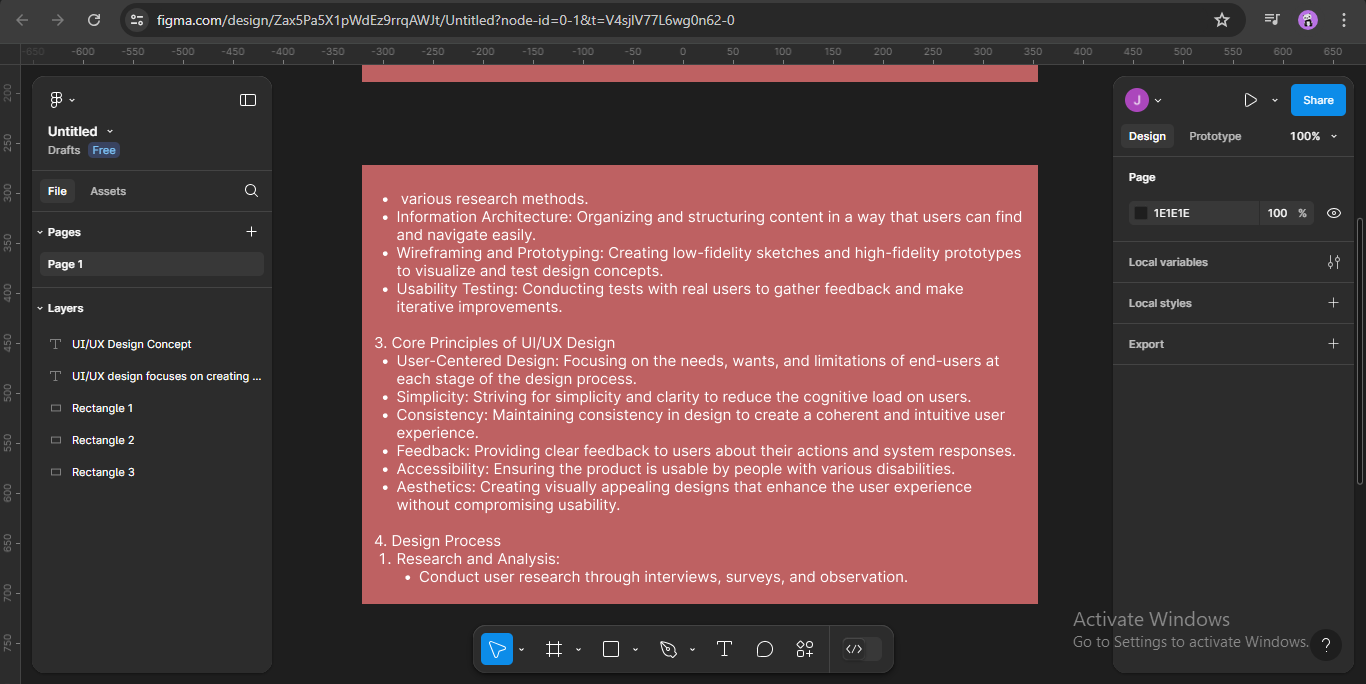 figma.com/design/Zax5Pa5X1pWdEz9rrqAWJt/Untitled?node-id=0-1&t=V4sjlV77L6wg0n62-0
-650 -600 -550 -500 -450 -400 -350 -300 -250 -200 -150 -100 -50 0 50 100 150 200 250 300 350 400 450 500 550 600 650
200
250
300
350
400
450
500
550
600
650
700
750
Untitled
Drafts Free
File Assets
Pages
Page 1
Layers
UI/UX Design Concept
UI/UX design focuses on creating ...
Rectangle 1
Rectangle 2
Rectangle 3
• various research methods.
• Information Architecture: Organizing and structuring content in a way that users can find
and navigate easily.
• Wireframing and Prototyping: Creating low-fidelity sketches and high-fidelity prototypes
to visualize and test design concepts.
• Usability Testing: Conducting tests with real users to gather feedback and make
iterative improvements.
3. Core Principles of UI/UX Design
• User-Centered Design: Focusing on the needs, wants, and limitations of end-users at
each stage of the design process.
• Simplicity: Striving for simplicity and clarity to reduce the cognitive load on users.
• Consistency: Maintaining consistency in design to create a coherent and intuitive user
experience.
• Feedback: Providing clear feedback to users about their actions and system responses.
• Accessibility: Ensuring the product is usable by people with various disabilities.
• Aesthetics: Creating visually appealing designs that enhance the user experience
without compromising usability.
4. Design Process
1. Research and Analysis:
• Conduct user research through interviews, surveys, and observation.
J
Share
Design Prototype 100%
Page
1E1E1E 100 %
Local variables
Local styles
Export
Activate Windows
Go to Settings to activate Windows.
?